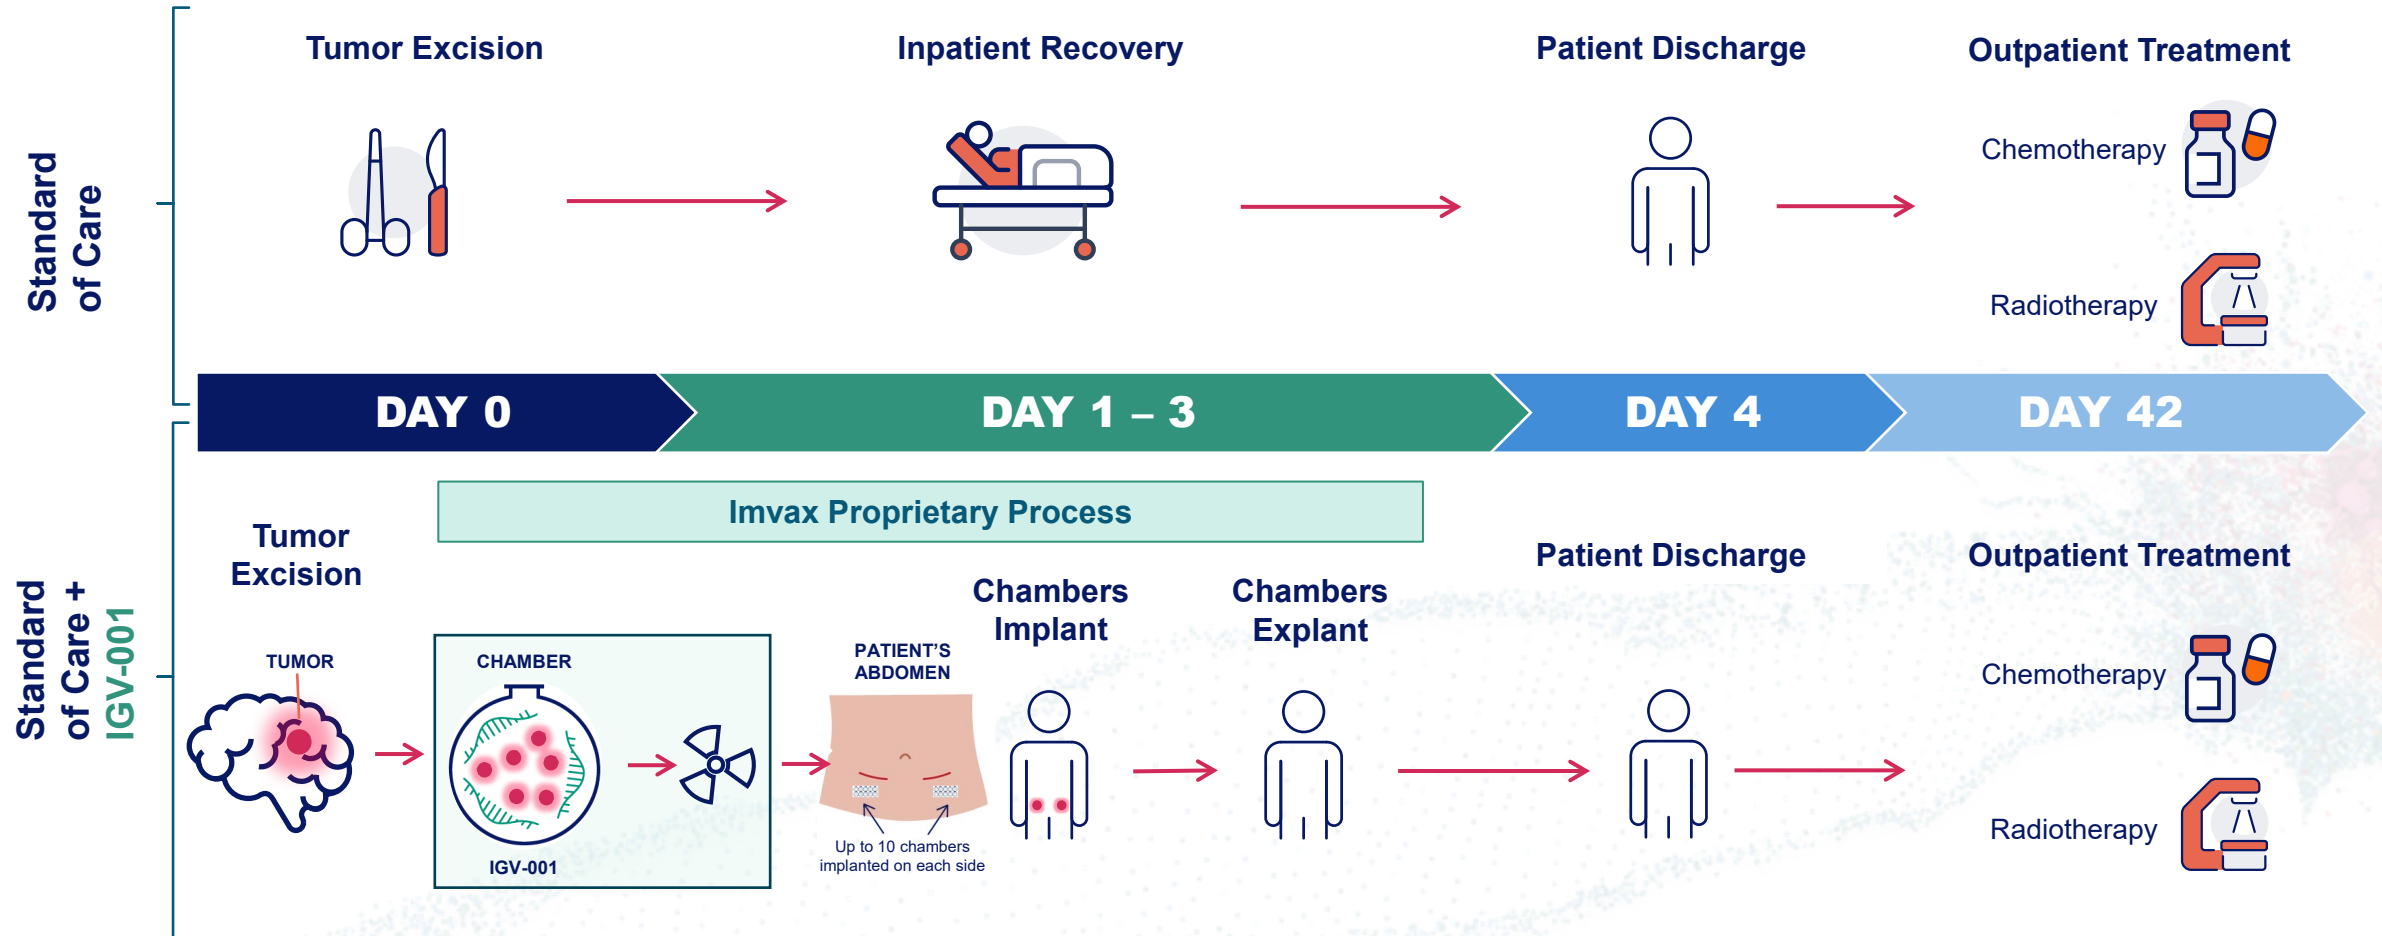 Standard
of Care
Tumor Excision
Inpatient Recovery
Patient Discharge
Outpatient Treatment
Chemotherapy
Radiotherapy
DAY 0
DAY 1 – 3
DAY 4
DAY 42
Standard
of Care +
IGV-001
Imvax Proprietary Process
Tumor
Excision
TUMOR
CHAMBER
IGV-001
PATIENT'S
ABDOMEN
Up to 10 chambers
implanted on each side
Chambers
Implant
Chambers
Explant
Patient Discharge
Outpatient Treatment
Chemotherapy
Radiotherapy